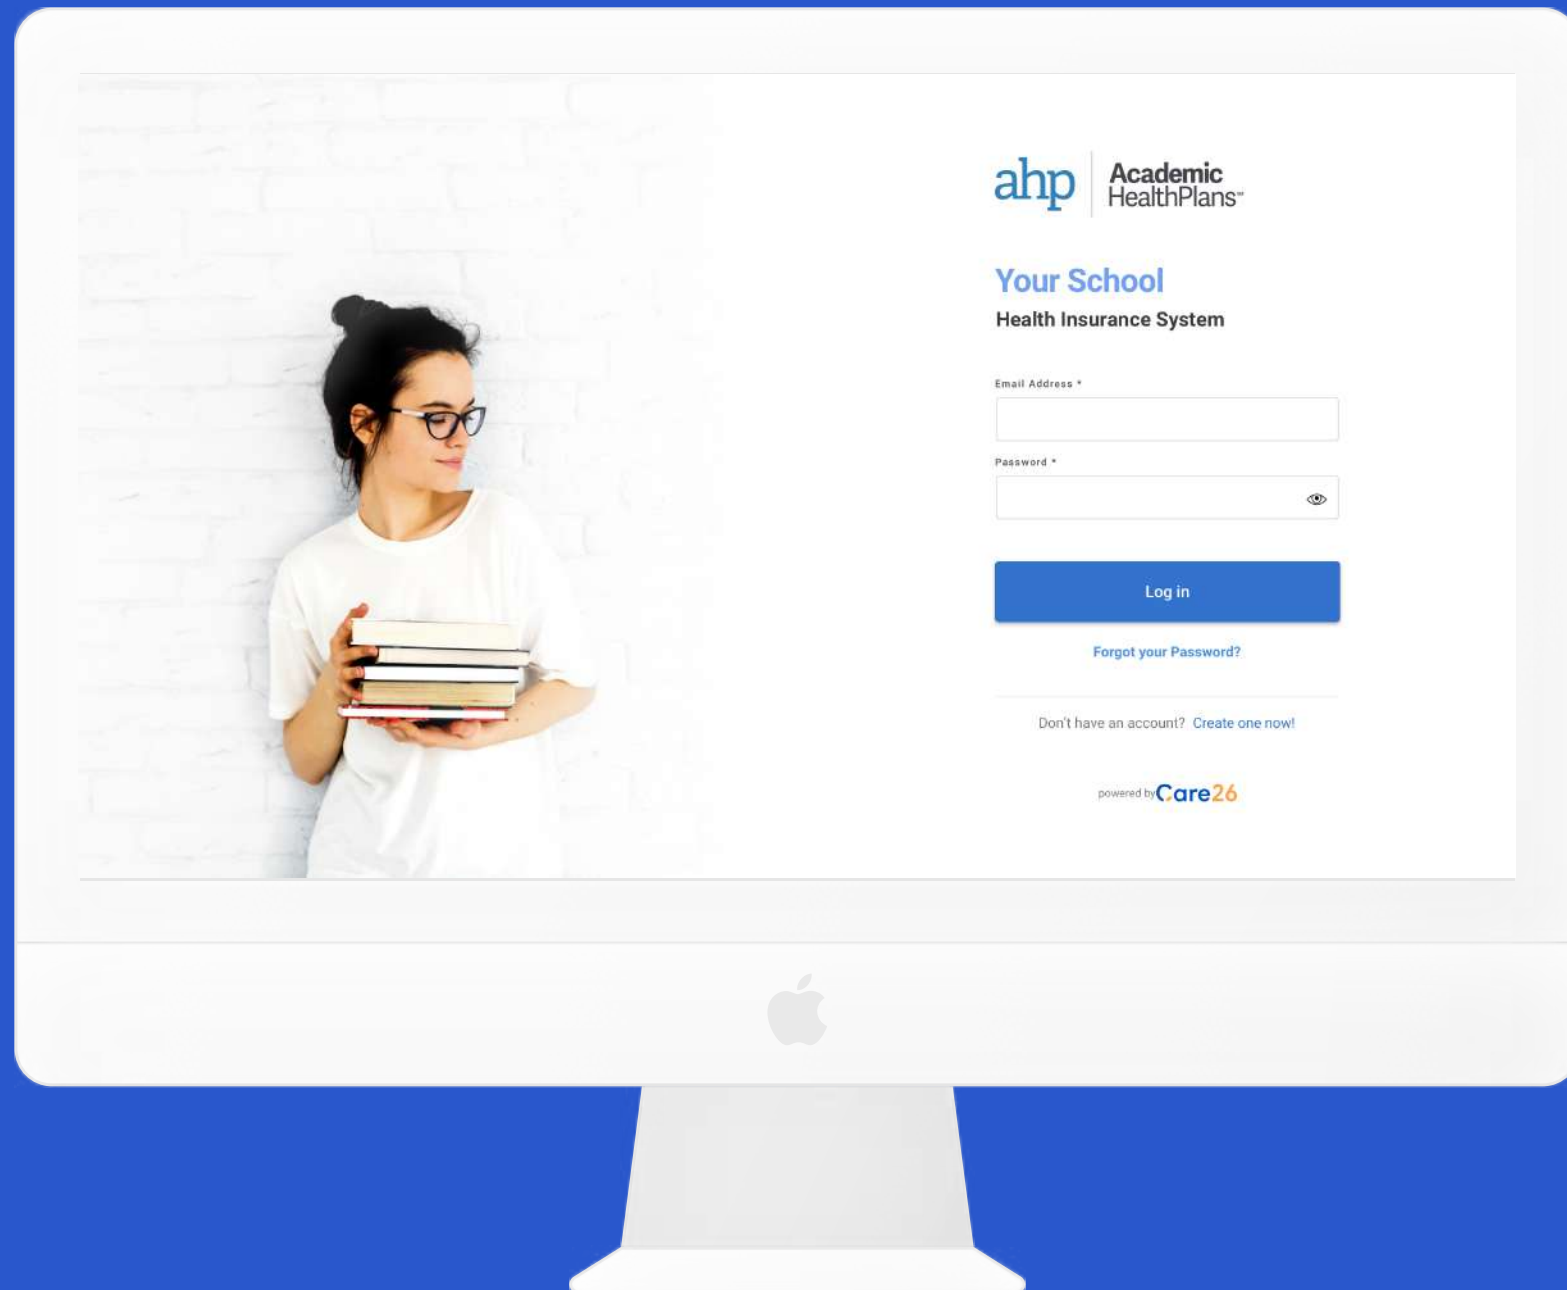 ahp
Academic
HealthPlans℠
Your School
Health Insurance System
Email Address *
Password *
Log in
Forgot your Password?
Don't have an account? Create one now!
powered by Care26